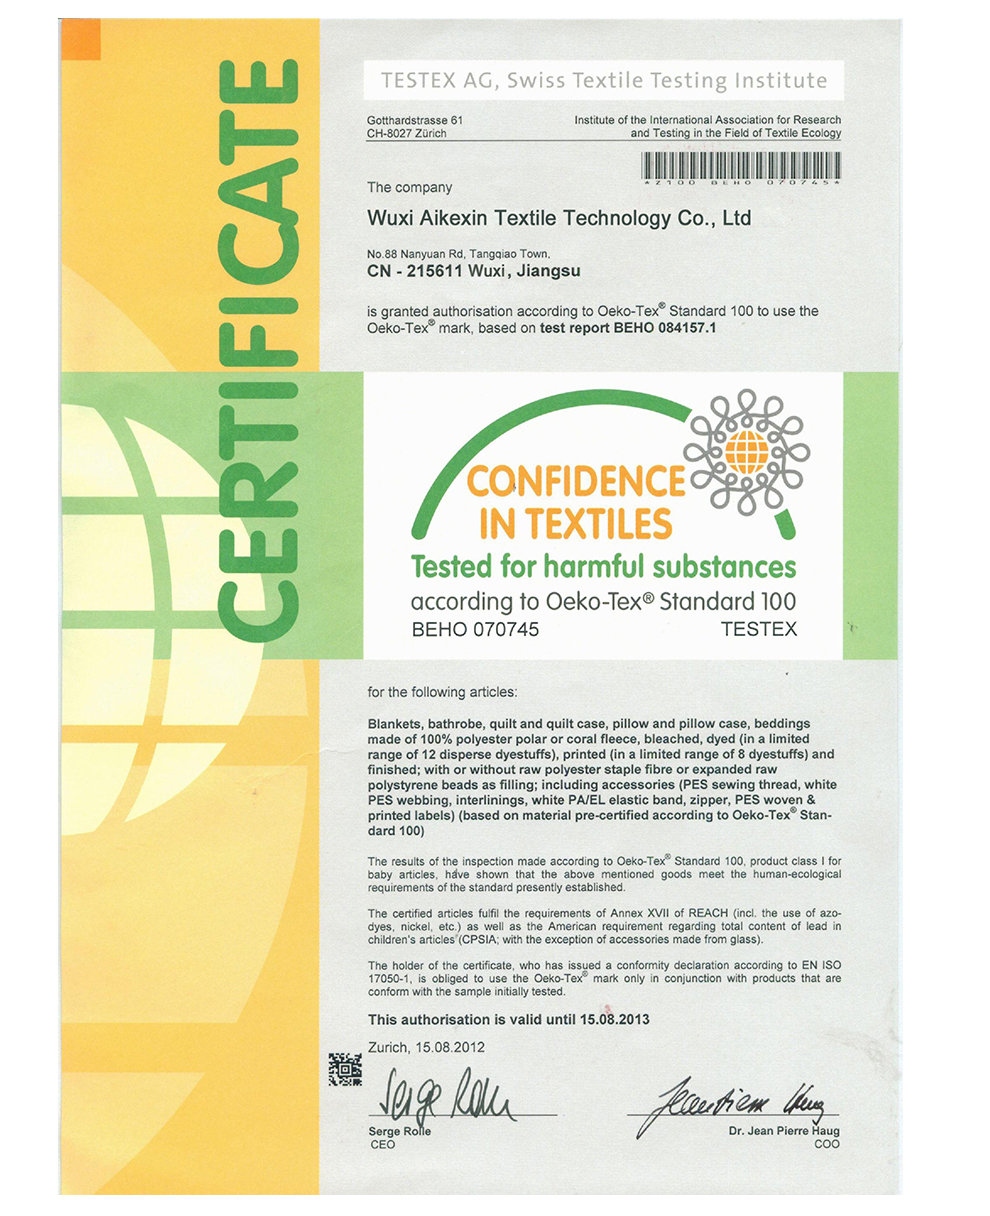 CERTIFICATE
TESTEX AG, Swiss Textile Testing Institute
Gotthardstrasse 61
CH-8027 Zürich
Institute of the International Association for Research
and Testing in the Field of Textile Ecology
*Z100 BEHO 070745*
The company
Wuxi Aikexin Textile Technology Co., Ltd
No.88 Nanyuan Rd, Tangqiao Town,
CN - 215611 Wuxi, Jiangsu
is granted authorisation according to Oeko-Tex® Standard 100 to use the
Oeko-Tex® mark, based on test report BEHO 084157.1
CONFIDENCE
IN TEXTILES
Tested for harmful substances
according to Oeko-Tex® Standard 100
BEHO 070745 TESTEX
for the following articles:
Blankets, bathrobe, quilt and quilt case, pillow and pillow case, beddings
made of 100% polyester polar or coral fleece, bleached, dyed (in a limited
range of 12 disperse dyestuffs), printed (in a limited range of 8 dyestuffs) and
finished; with or without raw polyester staple fibre or expanded raw
polystyrene beads as filling; including accessories (PES sewing thread, white
PES webbing, interlinings, white PA/EL elastic band, zipper, PES woven &
printed labels) (based on material pre-certified according to Oeko-Tex® Stan-
dard 100)
The results of the inspection made according to Oeko-Tex® Standard 100, product class I for
baby articles, have shown that the above mentioned goods meet the human-ecological
requirements of the standard presently established.
The certified articles fulfil the requirements of Annex XVII of REACH (incl. the use of azo-
dyes, nickel, etc.) as well as the American requirement regarding total content of lead in
children's articles (CPSIA; with the exception of accessories made from glass).
The holder of the certificate, who has issued a conformity declaration according to EN ISO
17050-1, is obliged to use the Oeko-Tex® mark only in conjunction with products that are
conform with the sample initially tested.
This authorisation is valid until 15.08.2013
Zurich, 15.08.2012
Serge Rolle
Serge Rolle
CEO
Dr. Jean Pierre Haug
COO